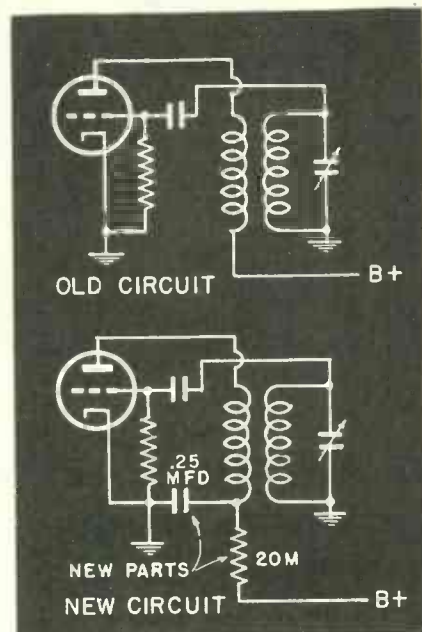 B+
OLD CIRCUIT
.25
MFD
NEW PARTS
20M
B+
NEW CIRCUIT